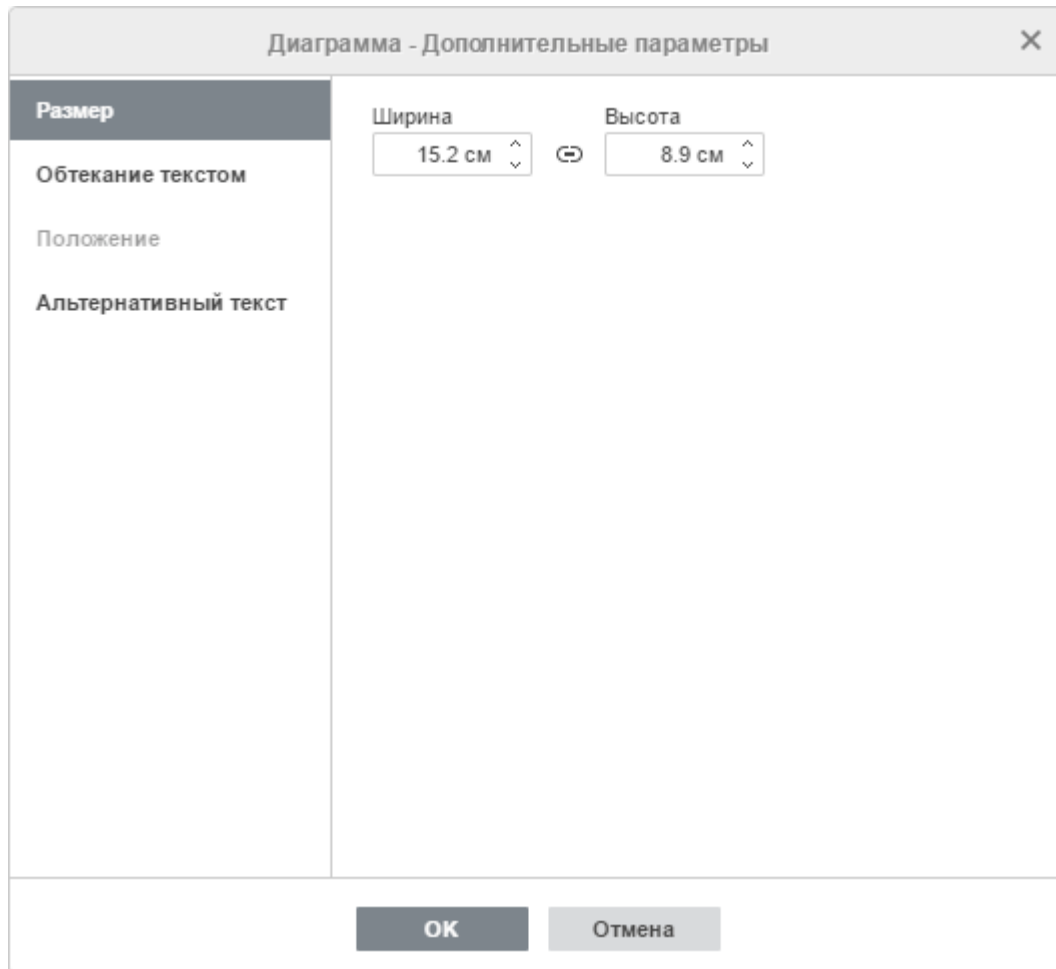 Диаграмма - Дополнительные параметры
Размер
Обтекание текстом
Положение
Альтернативный текст
Ширина Высота
15.2 см 8.9 см
OK Отмена